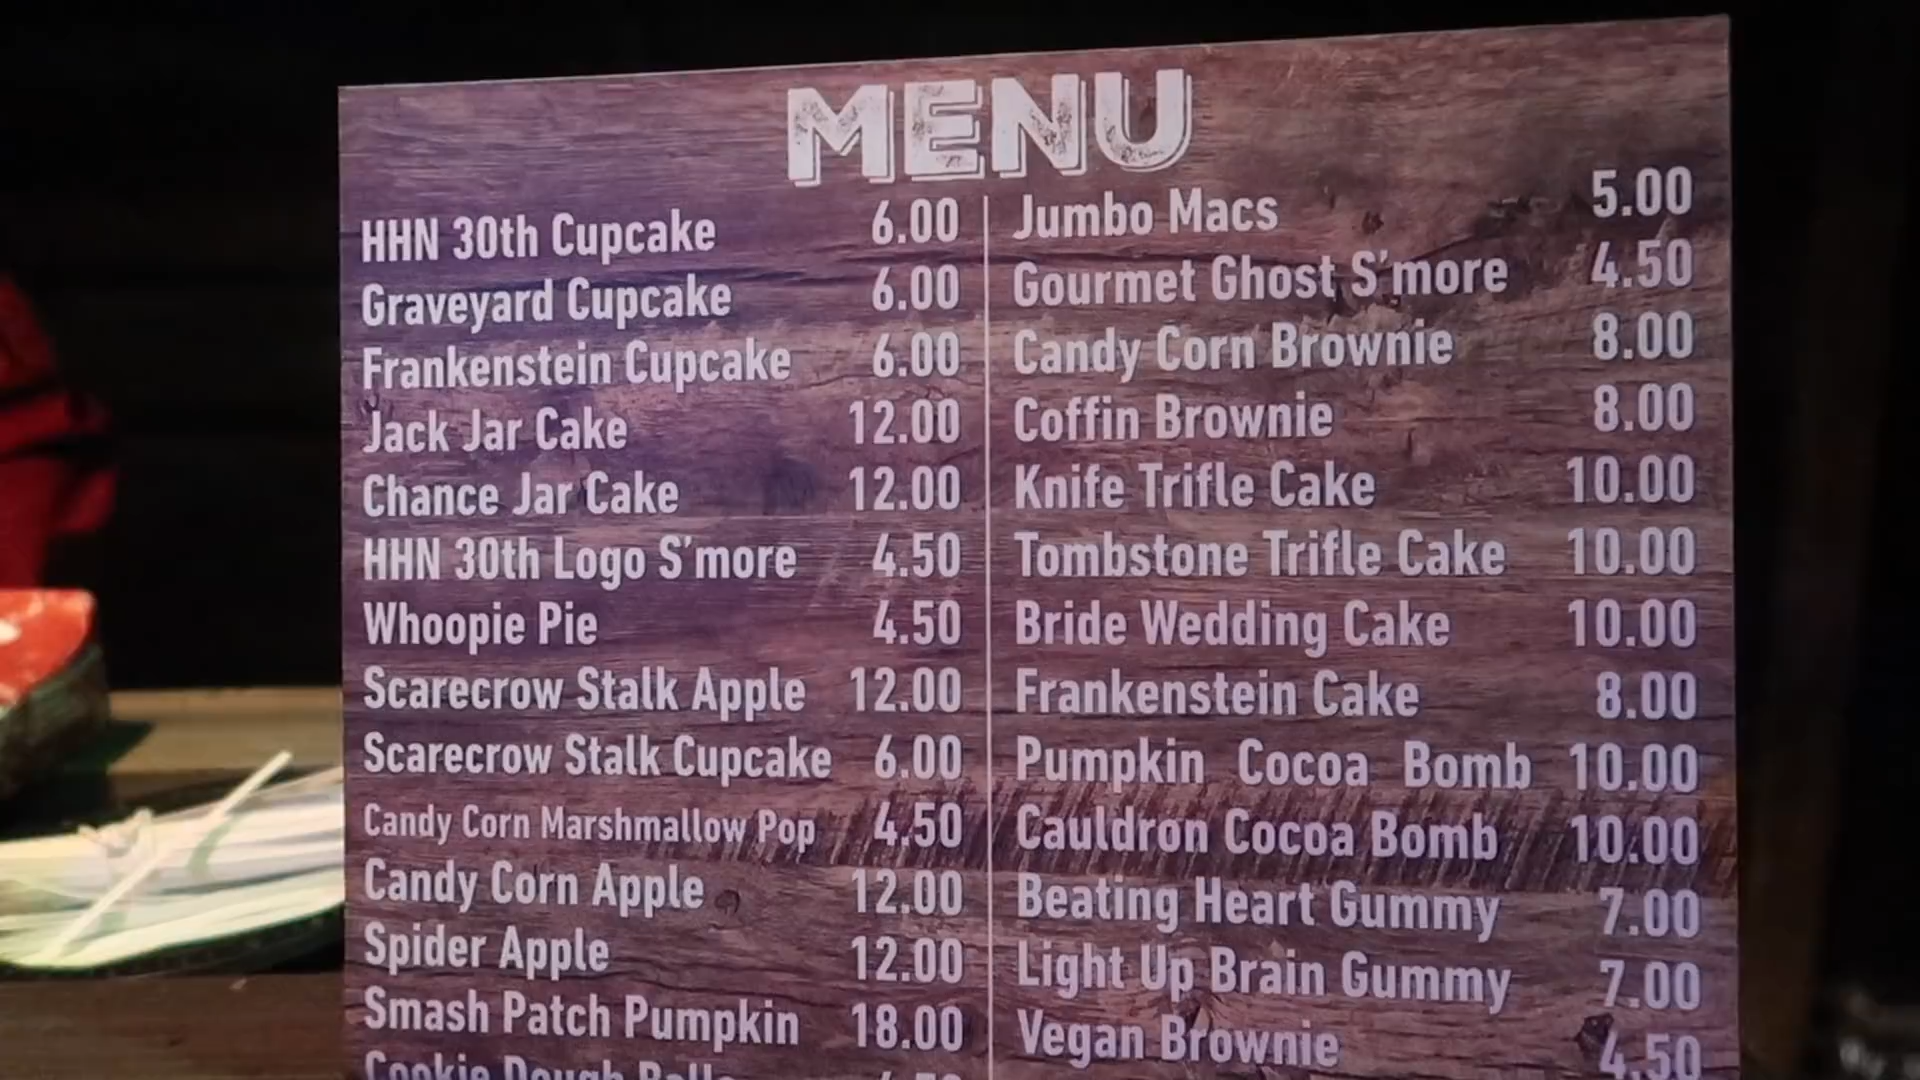 MENU
HHN 30th Cupcake 6.00
Graveyard Cupcake 6.00
Frankenstein Cupcake 6.00
Jack Jar Cake 12.00
Chance Jar Cake 12.00
HHN 30th Logo S'more 4.50
Whoopie Pie 4.50
Scarecrow Stalk Apple 12.00
Scarecrow Stalk Cupcake 6.00
Candy Corn Marshmallow Pop 4.50
Candy Corn Apple 12.00
Spider Apple 12.00
Smash Patch Pumpkin 18.00
Cookie Dough Balls
Jumbo Macs 5.00
Gourmet Ghost S'more 4.50
Candy Corn Brownie 8.00
Coffin Brownie 8.00
Knife Trifle Cake 10.00
Tombstone Trifle Cake 10.00
Bride Wedding Cake 10.00
Frankenstein Cake 8.00
Pumpkin Cocoa Bomb 10.00
Cauldron Cocoa Bomb 10.00
Beating Heart Gummy 7.00
Light Up Brain Gummy 7.00
Vegan Brownie 4.50